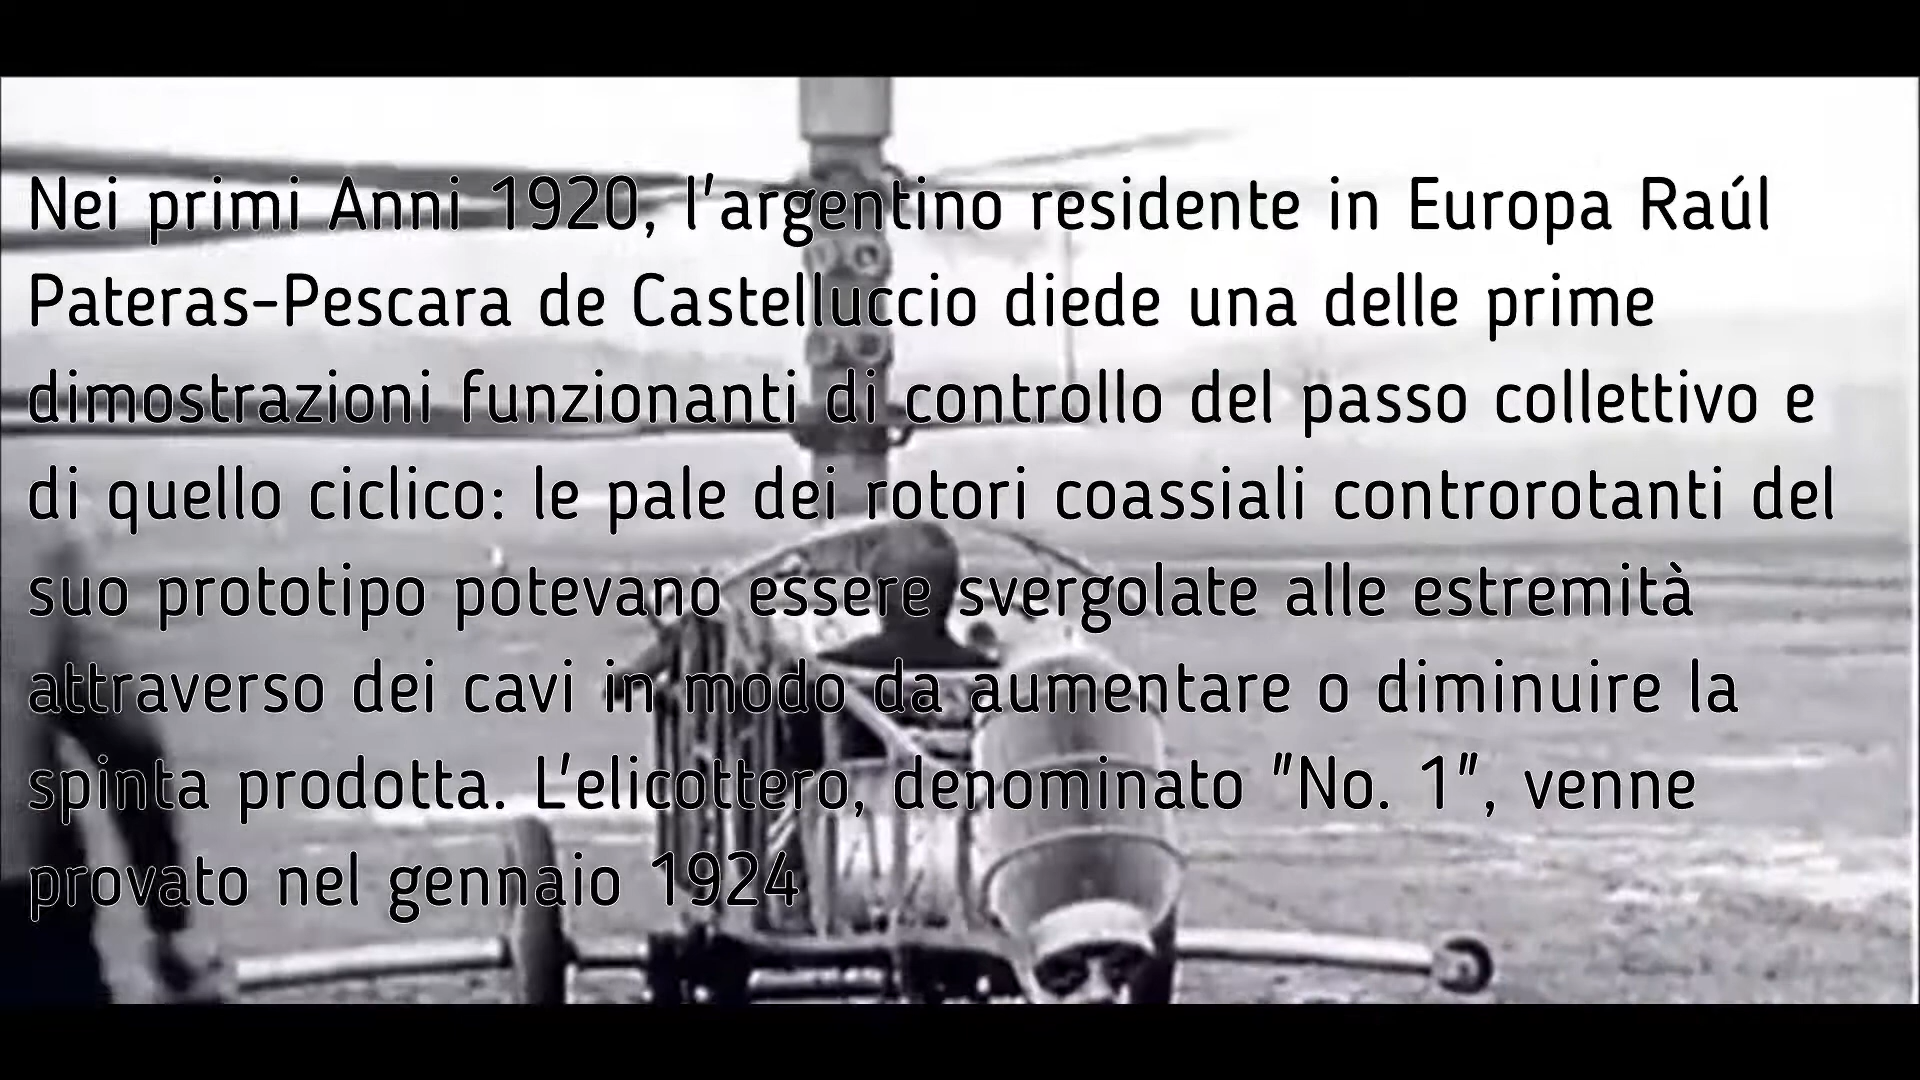 Nei primi Anni 1920, l'argentino residente in Europa Raúl
Pateras-Pescara de Castelluccio diede una delle prime
dimostrazioni funzionanti di controllo del passo collettivo e
di quello ciclico: le pale dei rotori coassiali controrotanti del
suo prototipo potevano essere svergolate alle estremità
attraverso dei cavi in modo da aumentare o diminuire la
spinta prodotta. L'elicottero, denominato "No. 1", venne
provato nel gennaio 1924